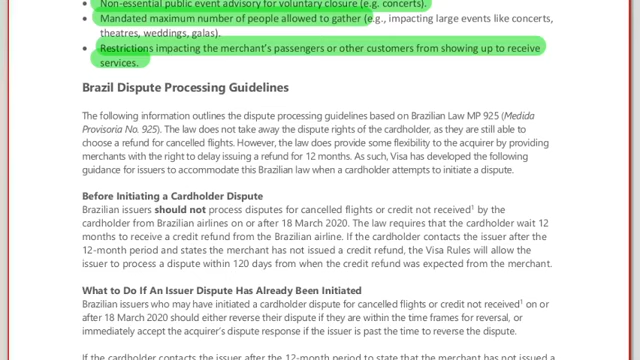 • Non-essential public event advisory for voluntary closure (e.g. concerts).
• Mandated maximum number of people allowed to gather (e.g., impacting large events like concerts,
theatres, weddings, galas).
• Restrictions impacting the merchant's passengers or other customers from showing up to receive
services.
Brazil Dispute Processing Guidelines
The following information outlines the dispute processing guidelines based on Brazilian Law MP 925 (Medida
Provisoria No. 925). The law does not take away the dispute rights of the cardholder, as they are still able to
choose a refund for cancelled flights. However, the law does provide some flexibility to the acquirer by providing
merchants with the right to delay issuing a refund for 12 months. As such, Visa has developed the following
guidance for issuers to accommodate this Brazilian law when a cardholder attempts to initiate a dispute.
Before Initiating a Cardholder Dispute
Brazilian issuers should not process disputes for cancelled flights or credit not received¹ by the
cardholder from Brazilian airlines on or after 18 March 2020. The law requires that the cardholder wait 12
months to receive a credit refund from the Brazilian airline. If the cardholder contacts the issuer after the
12-month period and states the merchant has not issued a credit refund, the Visa Rules will allow the
issuer to process a dispute within 120 days from when the credit refund was expected from the merchant.
What to Do If An Issuer Dispute Has Already Been Initiated
Brazilian issuers who may have initiated a cardholder dispute for cancelled flights or credit not received¹ on or
after 18 March 2020 should either reverse their dispute if they are within the time frames for reversal, or
immediately accept the acquirer's dispute response if the issuer is past the time to reverse the dispute.
If the cardholder contacts the issuer after the 12-month period to state that the merchant has not issued a